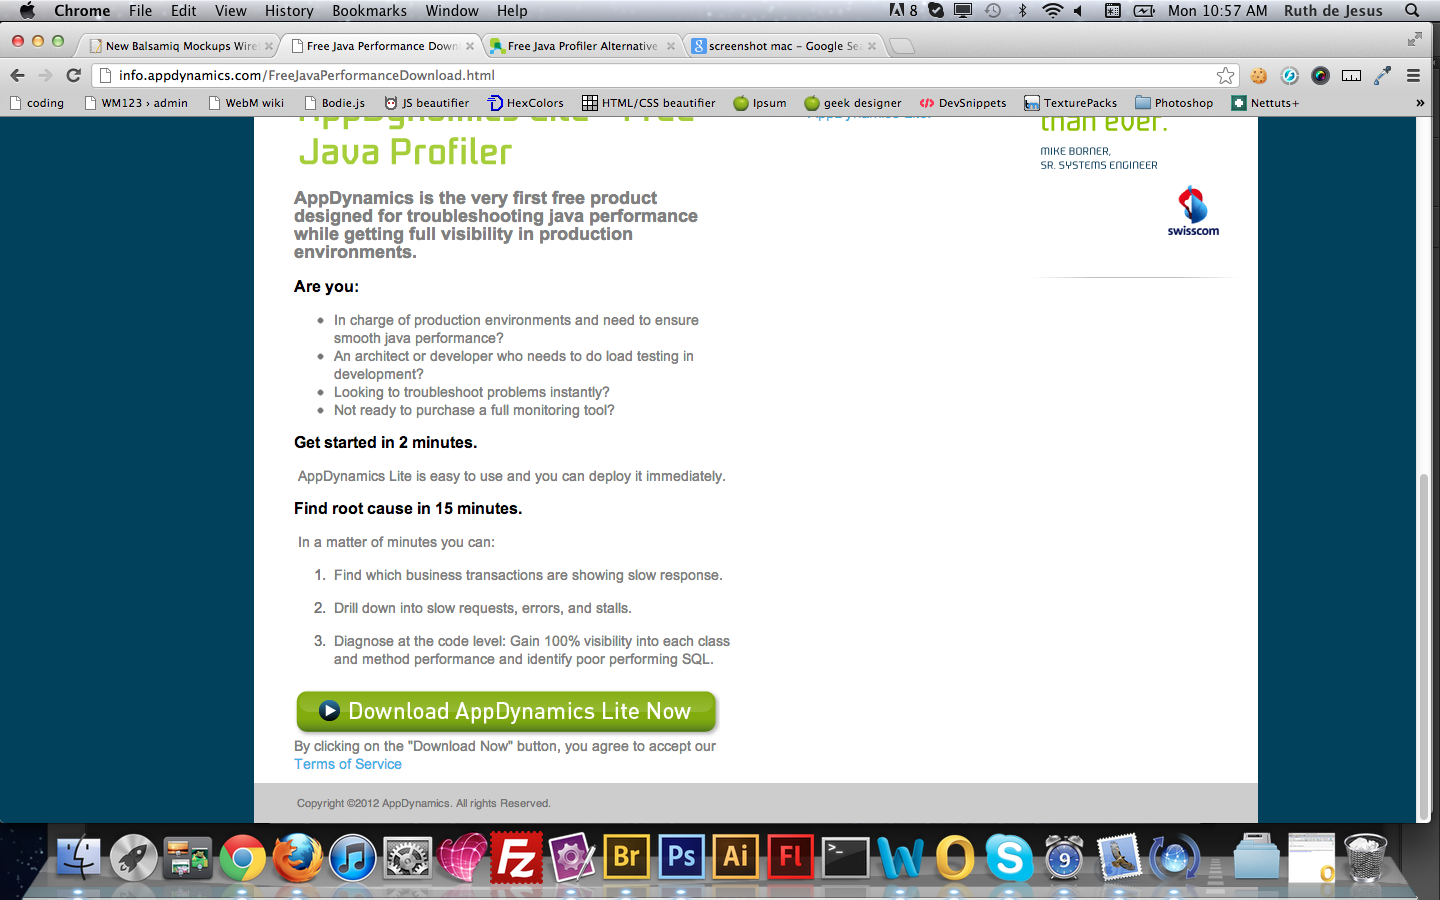 Chrome File Edit View History Bookmarks Window Help
8 Mon 10:57 AM Ruth de Jesus
New Balsamiq Mockups Wire
Free Java Performance Down
Free Java Profiler Alternative
screenshot mac – Google Sea
info.appdynamics.com/FreeJavaPerformanceDownload.html
coding WM123 › admin WebM wiki Bodie.js JS beautifier HexColors HTML/CSS beautifier Ipsum geek designer DevSnippets TexturePacks Photoshop Nettuts+ »
AppDynamics Lite - Free
Java Profiler
AppDynamics is the very first free product
designed for troubleshooting java performance
while getting full visibility in production
environments.
Are you:
• In charge of production environments and need to ensure
smooth java performance?
• An architect or developer who needs to do load testing in
development?
• Looking to troubleshoot problems instantly?
• Not ready to purchase a full monitoring tool?
Get started in 2 minutes.
AppDynamics Lite is easy to use and you can deploy it immediately.
Find root cause in 15 minutes.
In a matter of minutes you can:
1. Find which business transactions are showing slow response.
2. Drill down into slow requests, errors, and stalls.
3. Diagnose at the code level: Gain 100% visibility into each class
and method performance and identify poor performing SQL.
Download AppDynamics Lite Now
By clicking on the "Download Now" button, you agree to accept our
Terms of Service
AppDynamics Lite!
than ever.
MIKE BORNER,
SR. SYSTEMS ENGINEER
swisscom
Copyright ©2012 AppDynamics. All rights Reserved.
Fz Br Ps Ai Fl >_ W O S 9